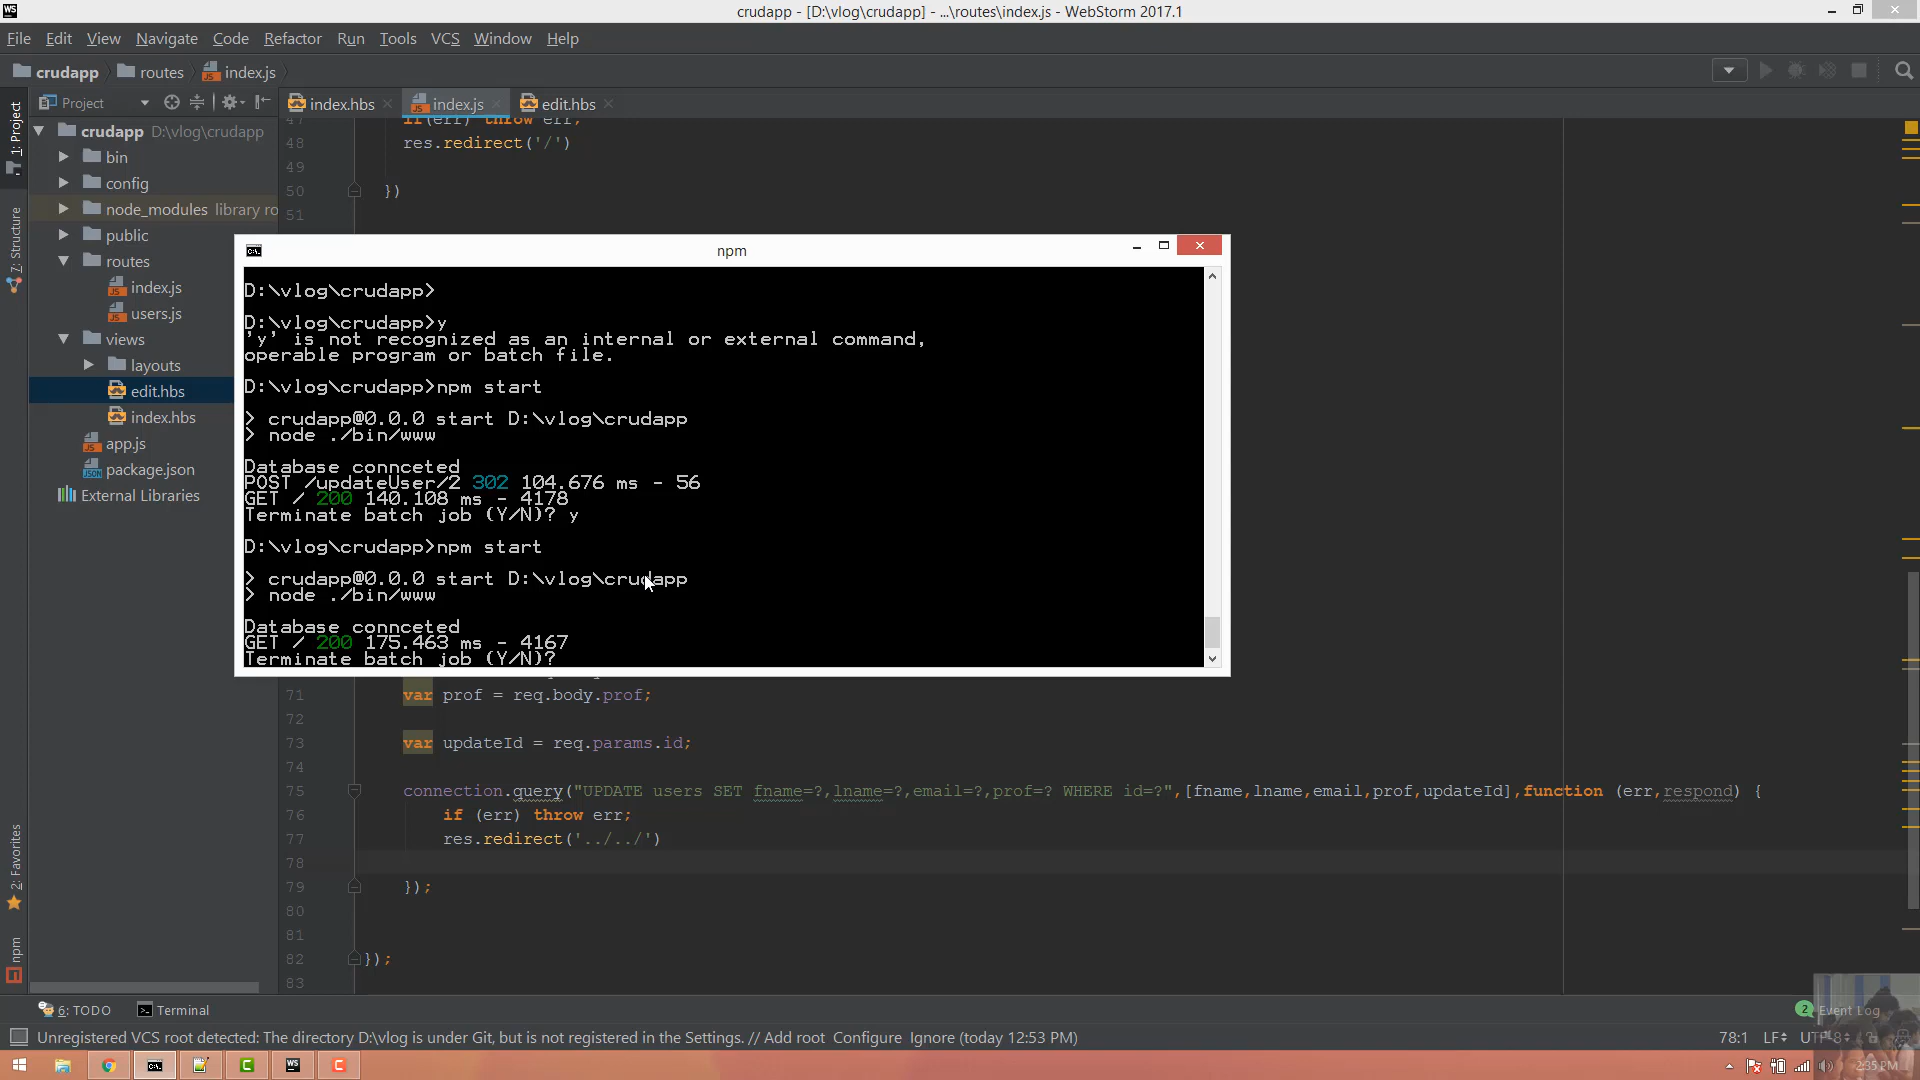 crudapp - [D:\vlog\crudapp] - ...\routes\index.js - WebStorm 2017.1
File Edit View Navigate Code Refactor Run Tools VCS Window Help
crudapp routes index.js
Project
index.hbs index.js edit.hbs
1: Project
7: Structure
2: Favorites
npm
crudapp D:\vlog\crudapp
bin
config
node_modules library ro
public
routes
index.js
users.js
views
layouts
edit.hbs
index.hbs
app.js
package.json
External Libraries
47 if(err) throw err;
48 res.redirect('/')
49
50 })
51
npm
D:\vlog\crudapp>
D:\vlog\crudapp>y
'y' is not recognized as an internal or external command,
operable program or batch file.
D:\vlog\crudapp>npm start
> crudapp@0.0.0 start D:\vlog\crudapp
> node ./bin/www
Database connceted
POST /updateUser/2 302 104.676 ms - 56
GET / 200 140.108 ms - 4178
Terminate batch job (Y/N)? y
D:\vlog\crudapp>npm start
> crudapp@0.0.0 start D:\vlog\crudapp
> node ./bin/www
Database connceted
GET / 200 175.463 ms - 4167
Terminate batch job (Y/N)?
71 var prof = req.body.prof;
72
73 var updateId = req.params.id;
74
75 connection.query("UPDATE users SET fname=?,lname=?,email=?,prof=? WHERE id=?",[fname,lname,email,prof,updateId],function (err,respond) {
76 if (err) throw err;
77 res.redirect('../../')
78
79 });
80
81
82 });
83
6: TODO Terminal
2 Event Log
Unregistered VCS root detected: The directory D:\vlog is under Git, but is not registered in the Settings. // Add root Configure Ignore (today 12:53 PM)
78:1 LF÷ UTF-8÷
2:35 PM